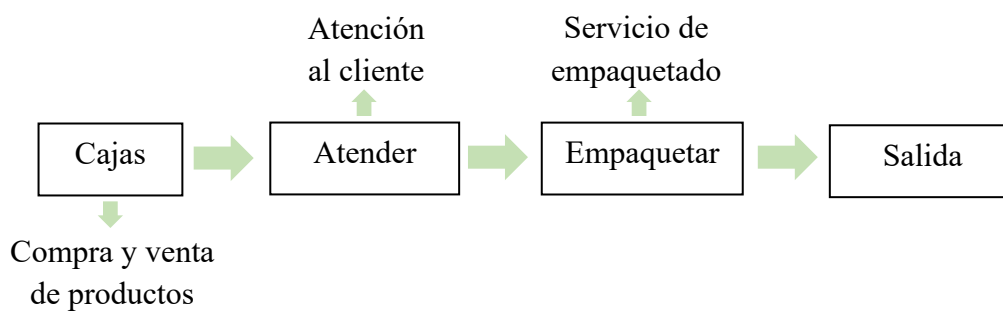 Atención
al cliente
Servicio de
empaquetado
Cajas
Atender
Empaquetar
Salida
Compra y venta
de productos